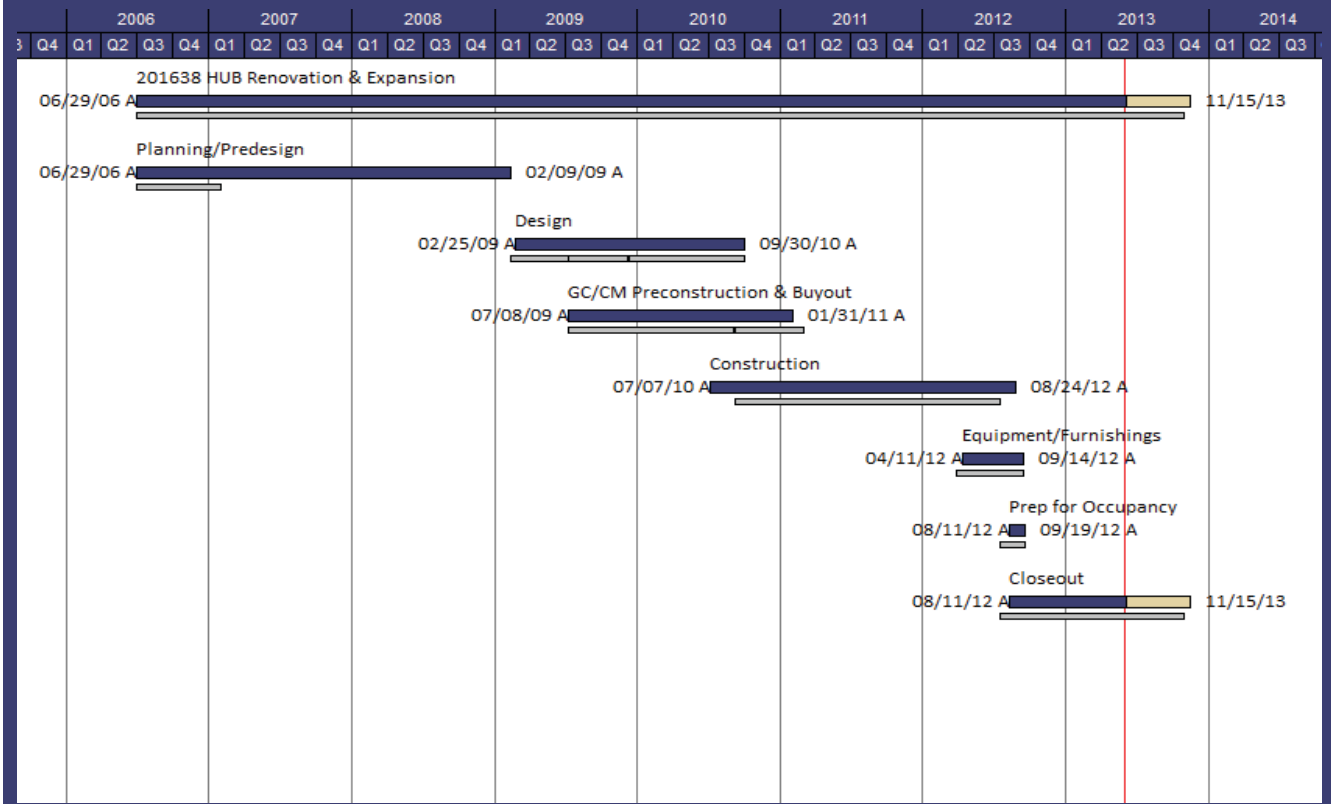 2006 2007 2008 2009 2010 2011 2012 2013 2014
3 Q4 Q1 Q2 Q3 Q4 Q1 Q2 Q3 Q4 Q1 Q2 Q3 Q4 Q1 Q2 Q3 Q4 Q1 Q2 Q3 Q4 Q1 Q2 Q3 Q4 Q1 Q2 Q3 Q4 Q1 Q2 Q3 Q4 Q1 Q2 Q3
201638 HUB Renovation & Expansion
06/29/06 A 11/15/13
Planning/Predesign
06/29/06 A 02/09/09 A
Design
02/25/09 A 09/30/10 A
GC/CM Preconstruction & Buyout
07/08/09 A 01/31/11 A
Construction
07/07/10 A 08/24/12 A
Equipment/Furnishings
04/11/12 A 09/14/12 A
Prep for Occupancy
08/11/12 A 09/19/12 A
Closeout
08/11/12 A 11/15/13